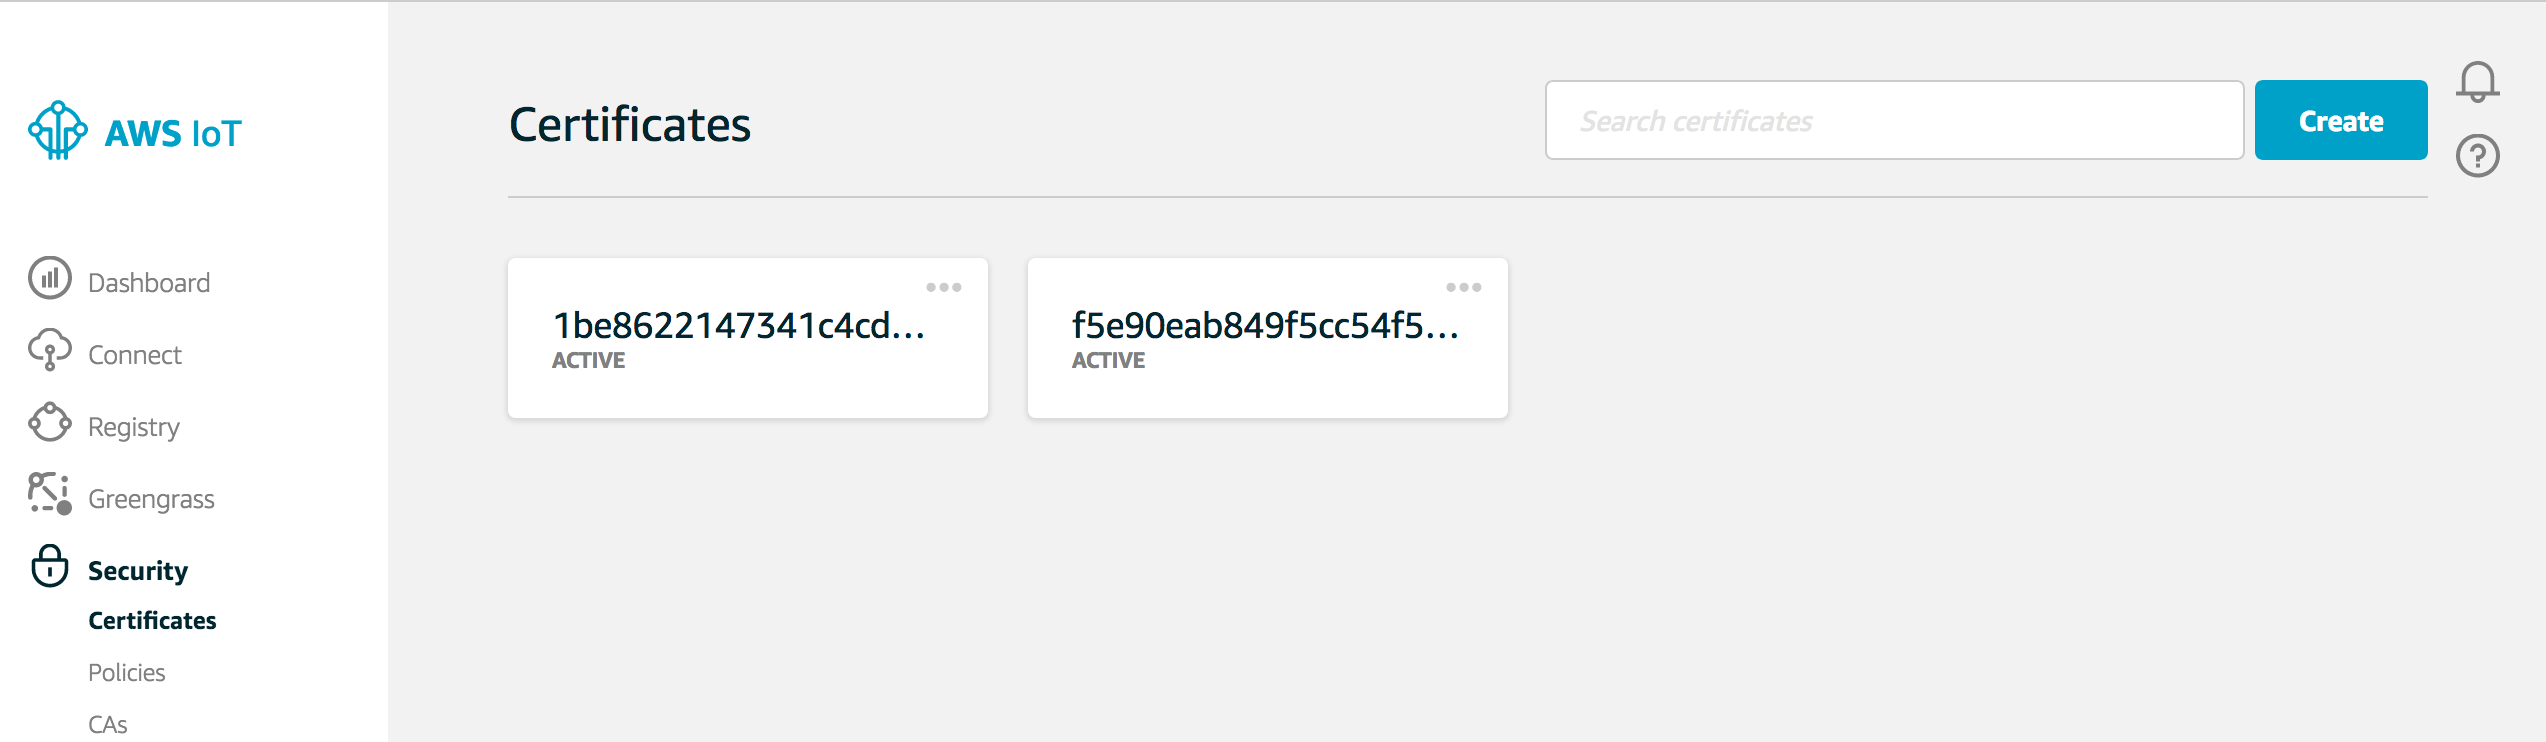 AWS IoT
Dashboard
Connect
Registry
Greengrass
Security
Certificates
Policies
CAs
Certificates
Search certificates
Create
1be8622147341c4cd...
ACTIVE
f5e90eab849f5cc54f5...
ACTIVE